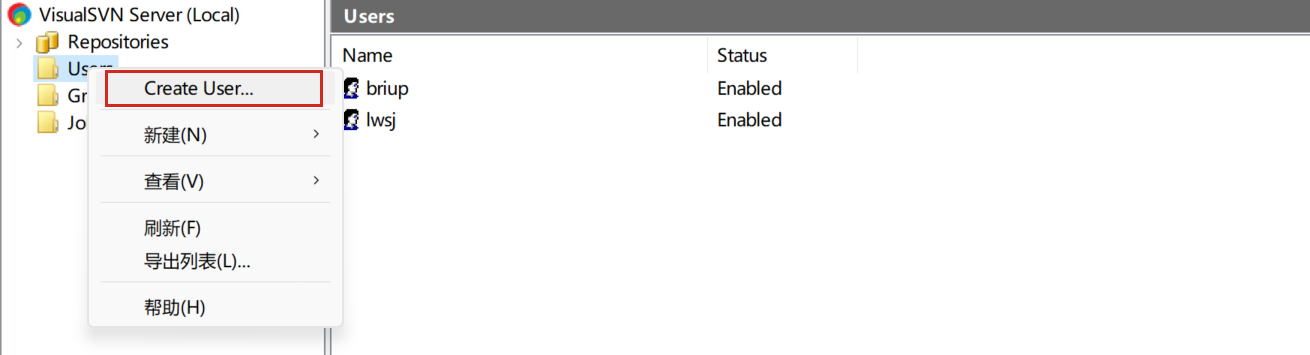 VisualSVN Server (Local)
Repositories
Users
Gr
Jo
Create User...
新建(N)
查看(V)
刷新(F)
导出列表(L)...
帮助(H)
Users
Name Status
briup Enabled
lwsj Enabled